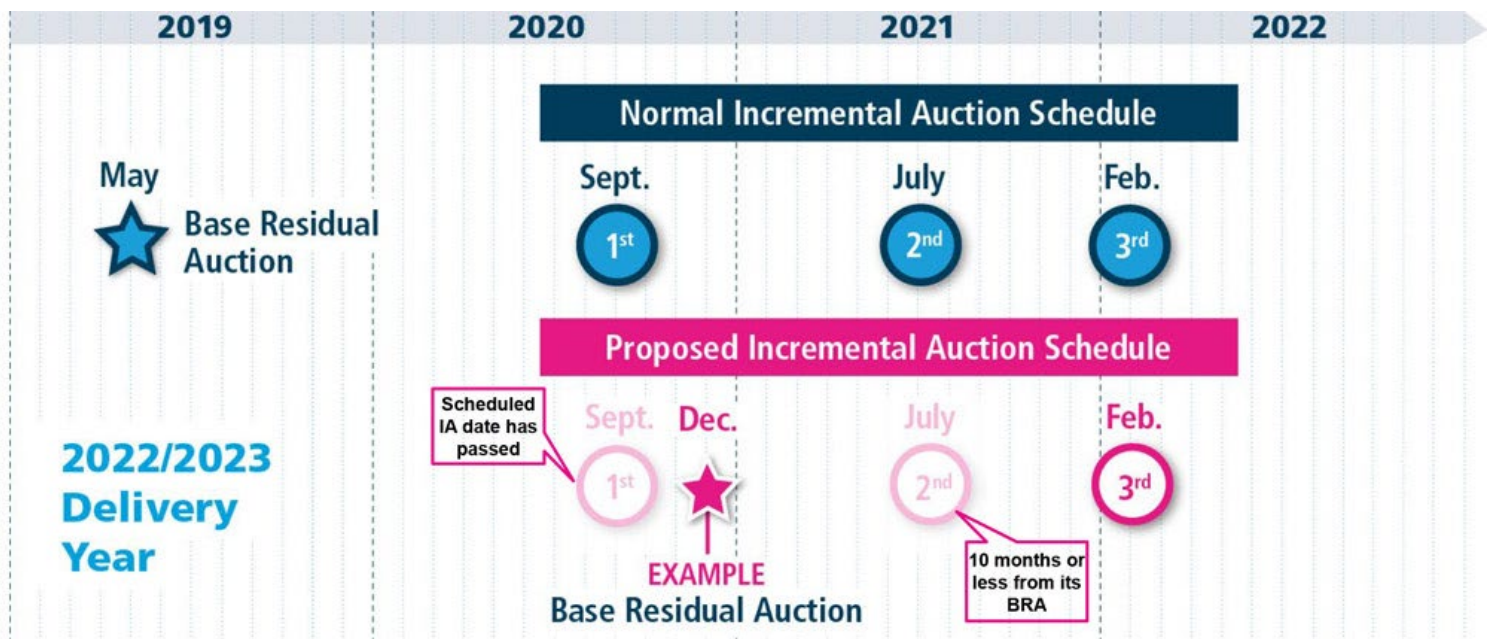 2019 2020 2021 2022
Normal Incremental Auction Schedule
May
Base Residual
Auction
Sept. July Feb.
1st 2nd 3rd
Proposed Incremental Auction Schedule
Scheduled
IA date has
passed
Sept. Dec. July Feb.
1st 2nd 3rd
2022/2023
Delivery
Year
EXAMPLE
Base Residual Auction
10 months or
less from its
BRA